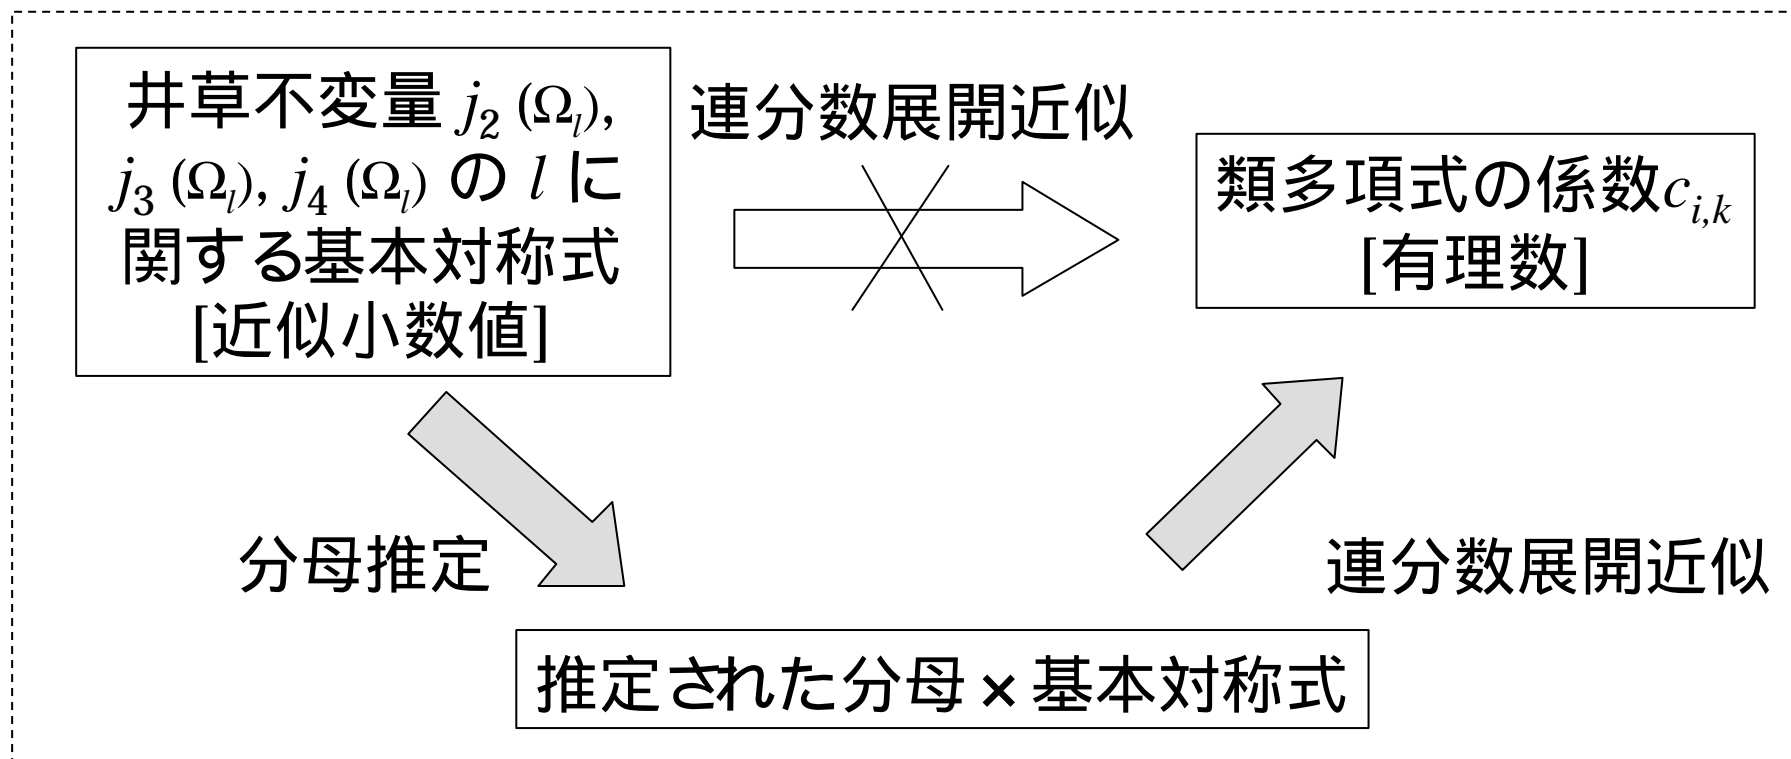 井草不変量 j₂ (Ωₗ),
j₃ (Ωₗ), j₄ (Ωₗ) の l に
関する基本対称式
[近似小数値]
連分数展開近似
類多項式の係数cᵢ,ₖ
[有理数]
分母推定
連分数展開近似
推定された分母×基本対称式